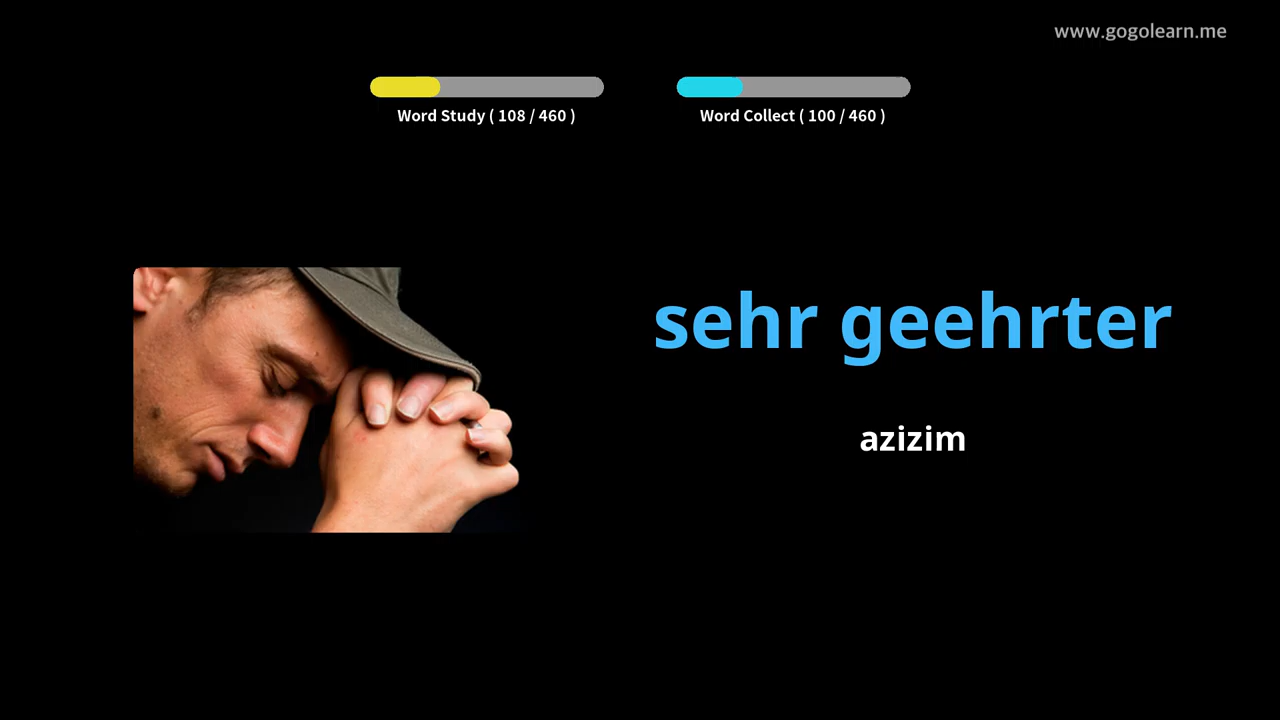 www.gogolearn.me
Word Study ( 108 / 460 )
Word Collect ( 100 / 460 )
sehr geehrter
azizim